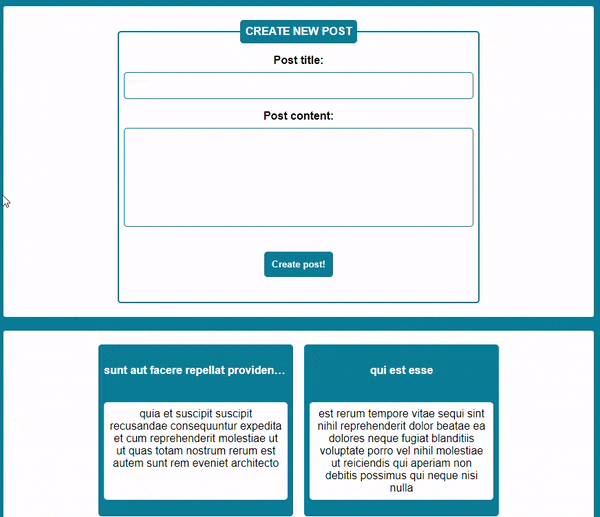 CREATE NEW POST
Post title:
Post content:
Create post!
sunt aut facere repellat providen...
quia et suscipit suscipit
recusandae consequuntur expedita
et cum reprehenderit molestiae ut
ut quas totam nostrum rerum est
autem sunt rem eveniet architecto
qui est esse
est rerum tempore vitae sequi sint
nihil reprehenderit dolor beatae ea
dolores neque fugiat blanditiis
voluptate porro vel nihil molestiae
ut reiciendis qui aperiam non
debitis possimus qui neque nisi
nulla